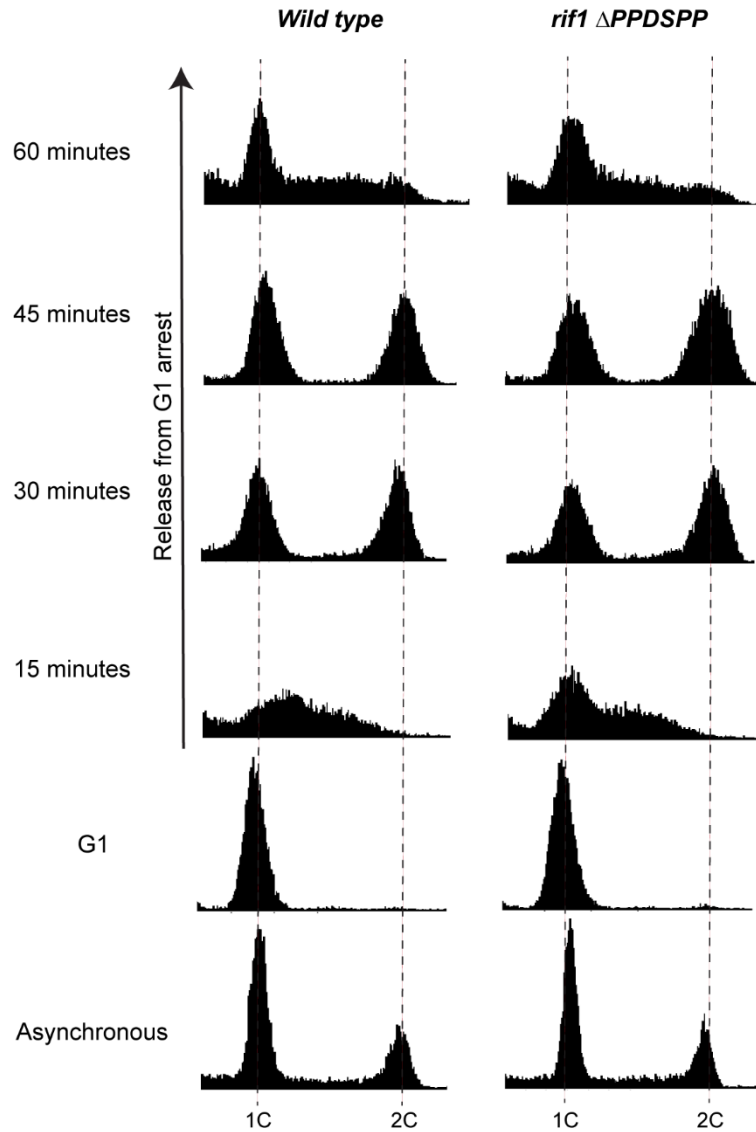 Wild type
rif1 ΔPPDSPP
Release from G1 arrest
60 minutes
45 minutes
30 minutes
15 minutes
G1
Asynchronous
1C
2C
1C
2C